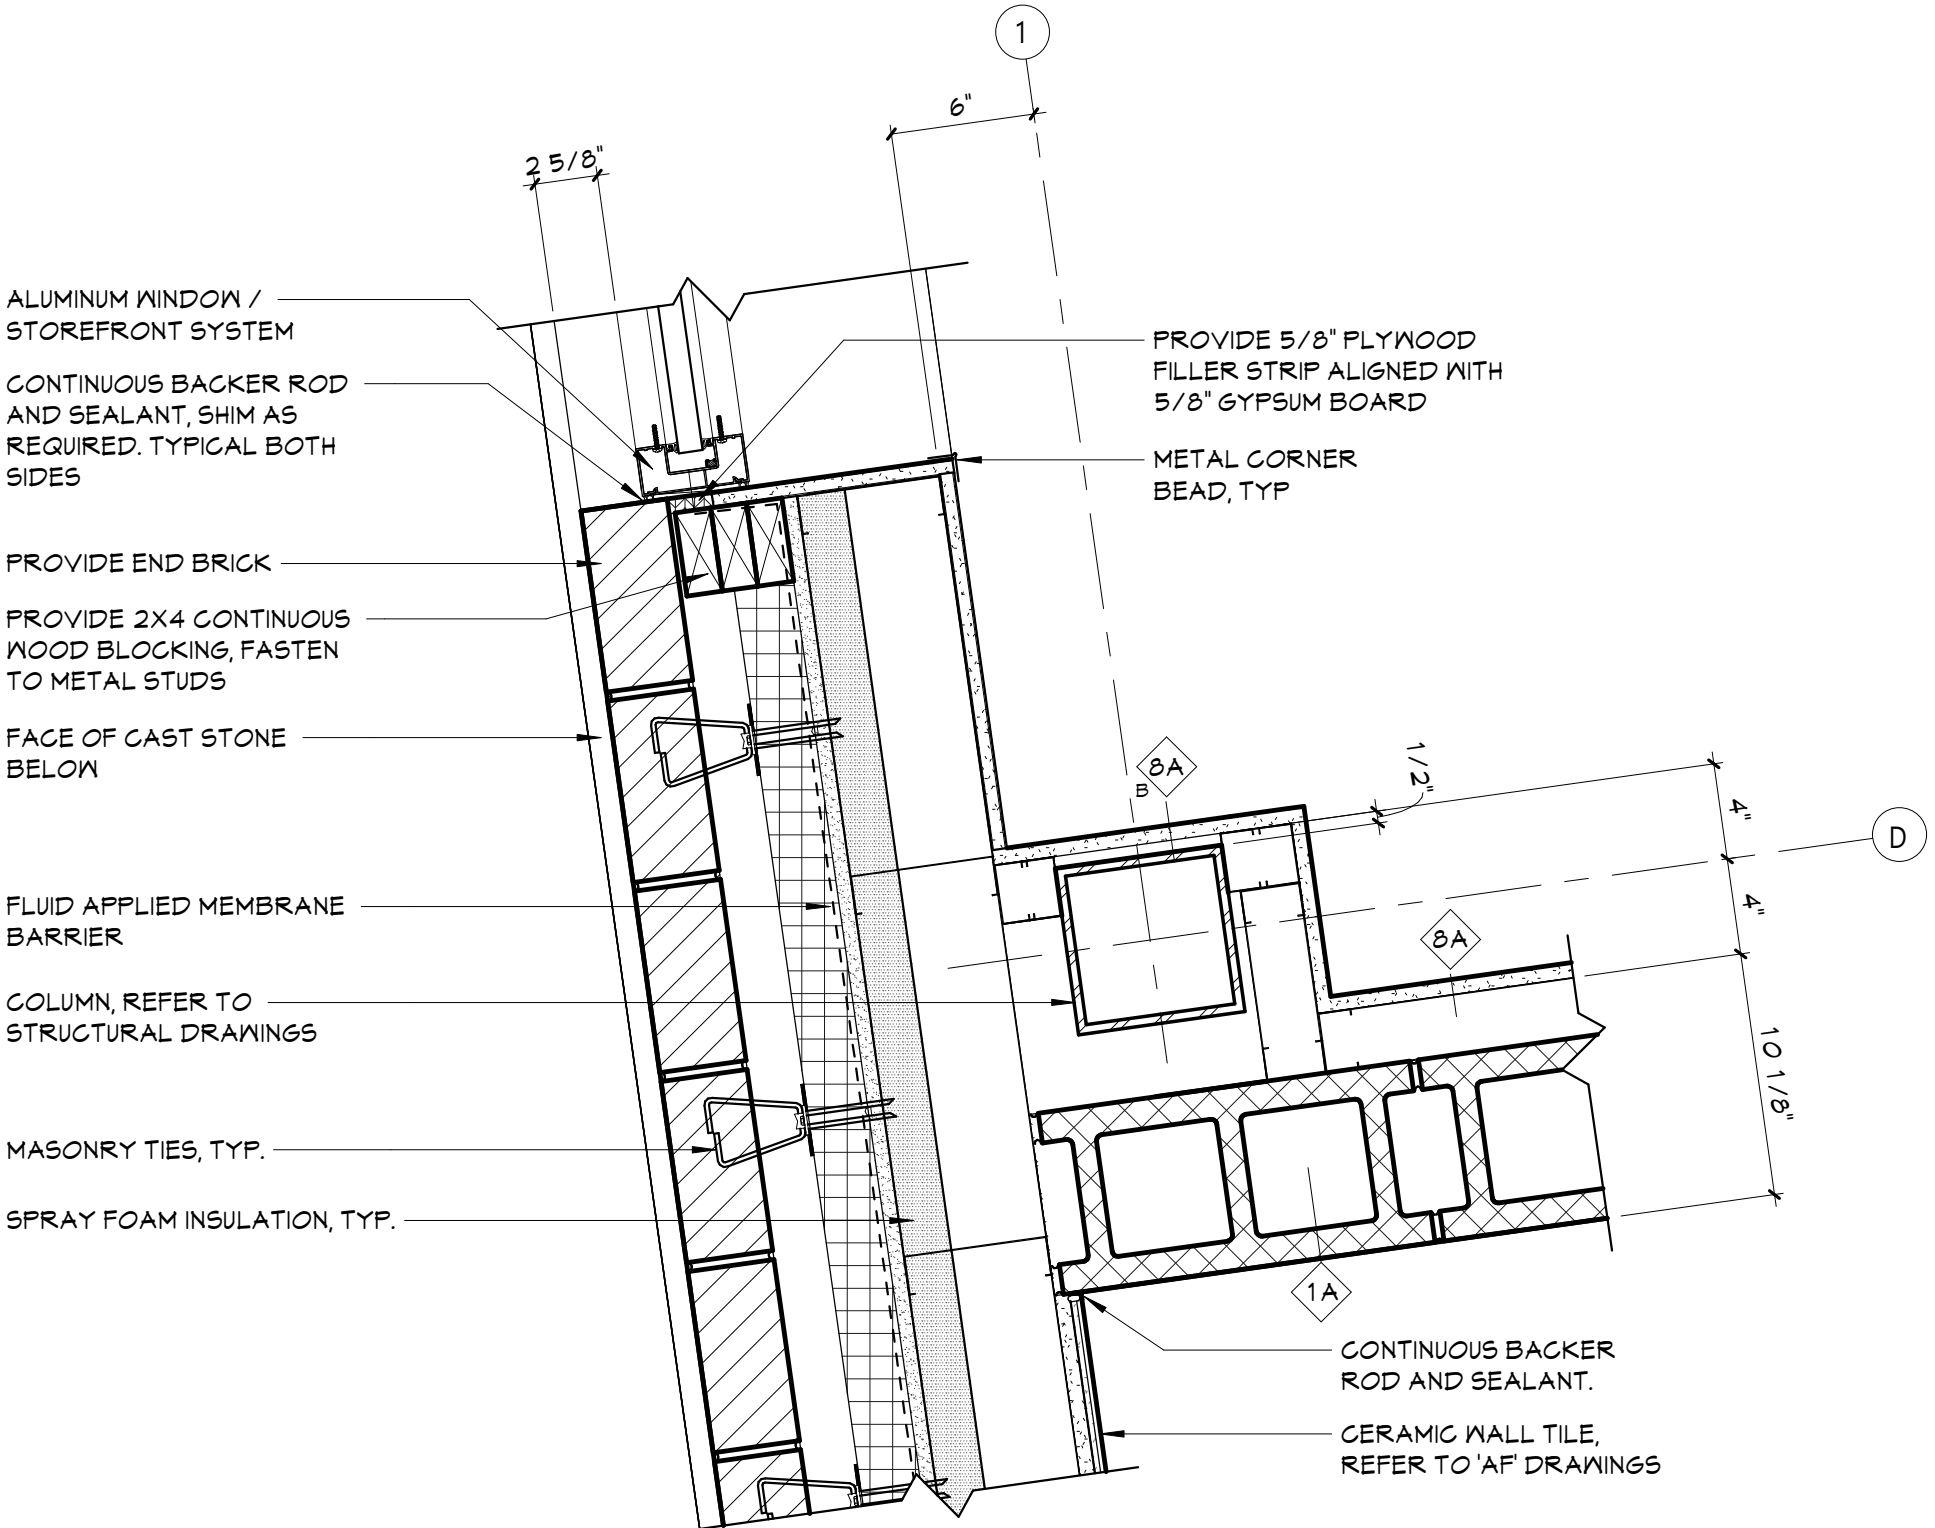 1
6"
2 5/8"
ALUMINUM WINDOW /
STOREFRONT SYSTEM
CONTINUOUS BACKER ROD
AND SEALANT, SHIM AS
REQUIRED. TYPICAL BOTH
SIDES
PROVIDE END BRICK
PROVIDE 2X4 CONTINUOUS
WOOD BLOCKING, FASTEN
TO METAL STUDS
FACE OF CAST STONE
BELOW
FLUID APPLIED MEMBRANE
BARRIER
COLUMN, REFER TO
STRUCTURAL DRAWINGS
MASONRY TIES, TYP.
SPRAY FOAM INSULATION, TYP.
PROVIDE 5/8" PLYWOOD
FILLER STRIP ALIGNED WITH
5/8" GYPSUM BOARD
METAL CORNER
BEAD, TYP
8A
B
1/2"
4"
D
4"
8A
10 1/8"
1A
CONTINUOUS BACKER
ROD AND SEALANT.
CERAMIC WALL TILE,
REFER TO 'AF' DRAWINGS